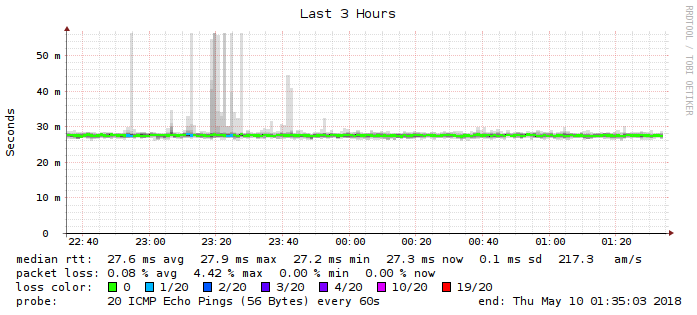 Last 3 Hours
RRDTOOL / TOBI OETIKER
Seconds
50 m
40 m
30 m
20 m
10 m
0
22:40 23:00 23:20 23:40 00:00 00:20 00:40 01:00 01:20
median rtt: 27.6 ms avg 27.9 ms max 27.2 ms min 27.3 ms now 0.1 ms sd 217.3 am/s
packet loss: 0.08 % avg 4.42 % max 0.00 % min 0.00 % now
loss color: 0 1/20 2/20 3/20 4/20 10/20 19/20
probe: 20 ICMP Echo Pings (56 Bytes) every 60s end: Thu May 10 01:35:03 2018